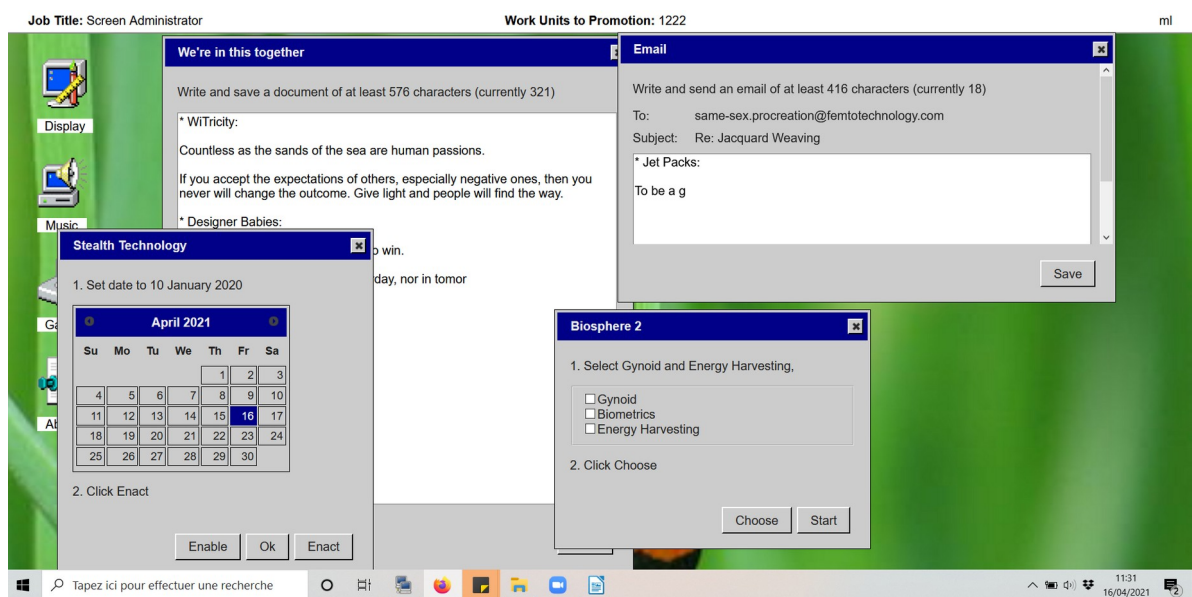 Job Title: Screen Administrator
Work Units to Promotion: 1222
ml
Display
Music
We're in this together
Write and save a document of at least 576 characters (currently 321)
* WiTricity:
Countless as the sands of the sea are human passions.
If you accept the expectations of others, especially negative ones, then you
never will change the outcome. Give light and people will find the way.
* Designer Babies:
win.
nor in tomor
Email
Write and send an email of at least 416 characters (currently 18)
To: same-sex.procreation@femtotechnology.com
Subject: Re: Jacquard Weaving
* Jet Packs:
To be a g
Save
Stealth Technology
1. Set date to 10 January 2020
April 2021
Su Mo Tu We Th Fr Sa
1 2 3
4 5 6 7 8 9 10
11 12 13 14 15 16 17
18 19 20 21 22 23 24
25 26 27 28 29 30
2. Click Enact
Enable Ok Enact
Biosphere 2
1. Select Gynoid and Energy Harvesting,
Gynoid
Biometrics
Energy Harvesting
2. Click Choose
Choose Start
Tapez ici pour effectuer une recherche
11:31
16/04/2021
2